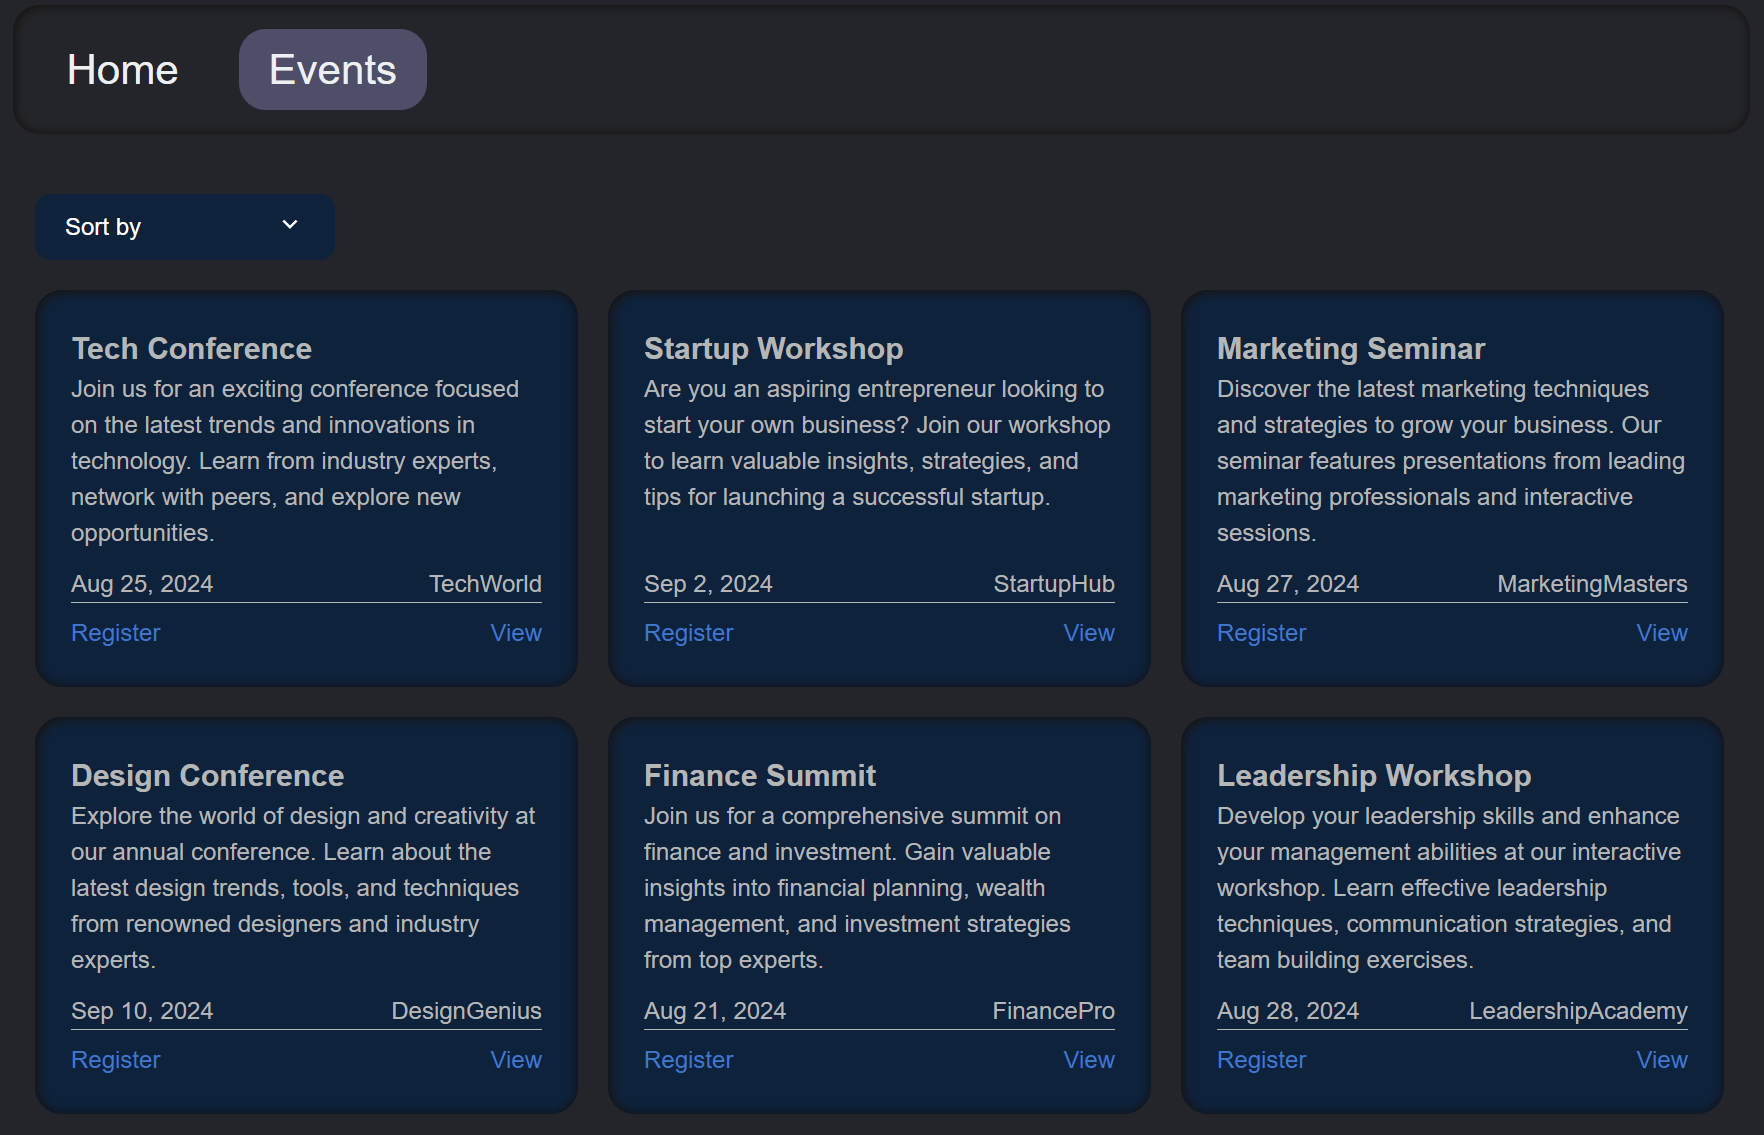 Home
Events
Sort by
Tech Conference
Join us for an exciting conference focused
on the latest trends and innovations in
technology. Learn from industry experts,
network with peers, and explore new
opportunities.
Aug 25, 2024 TechWorld
Register View
Startup Workshop
Are you an aspiring entrepreneur looking to
start your own business? Join our workshop
to learn valuable insights, strategies, and
tips for launching a successful startup.
Sep 2, 2024 StartupHub
Register View
Marketing Seminar
Discover the latest marketing techniques
and strategies to grow your business. Our
seminar features presentations from leading
marketing professionals and interactive
sessions.
Aug 27, 2024 MarketingMasters
Register View
Design Conference
Explore the world of design and creativity at
our annual conference. Learn about the
latest design trends, tools, and techniques
from renowned designers and industry
experts.
Sep 10, 2024 DesignGenius
Register View
Finance Summit
Join us for a comprehensive summit on
finance and investment. Gain valuable
insights into financial planning, wealth
management, and investment strategies
from top experts.
Aug 21, 2024 FinancePro
Register View
Leadership Workshop
Develop your leadership skills and enhance
your management abilities at our interactive
workshop. Learn effective leadership
techniques, communication strategies, and
team building exercises.
Aug 28, 2024 LeadershipAcademy
Register View